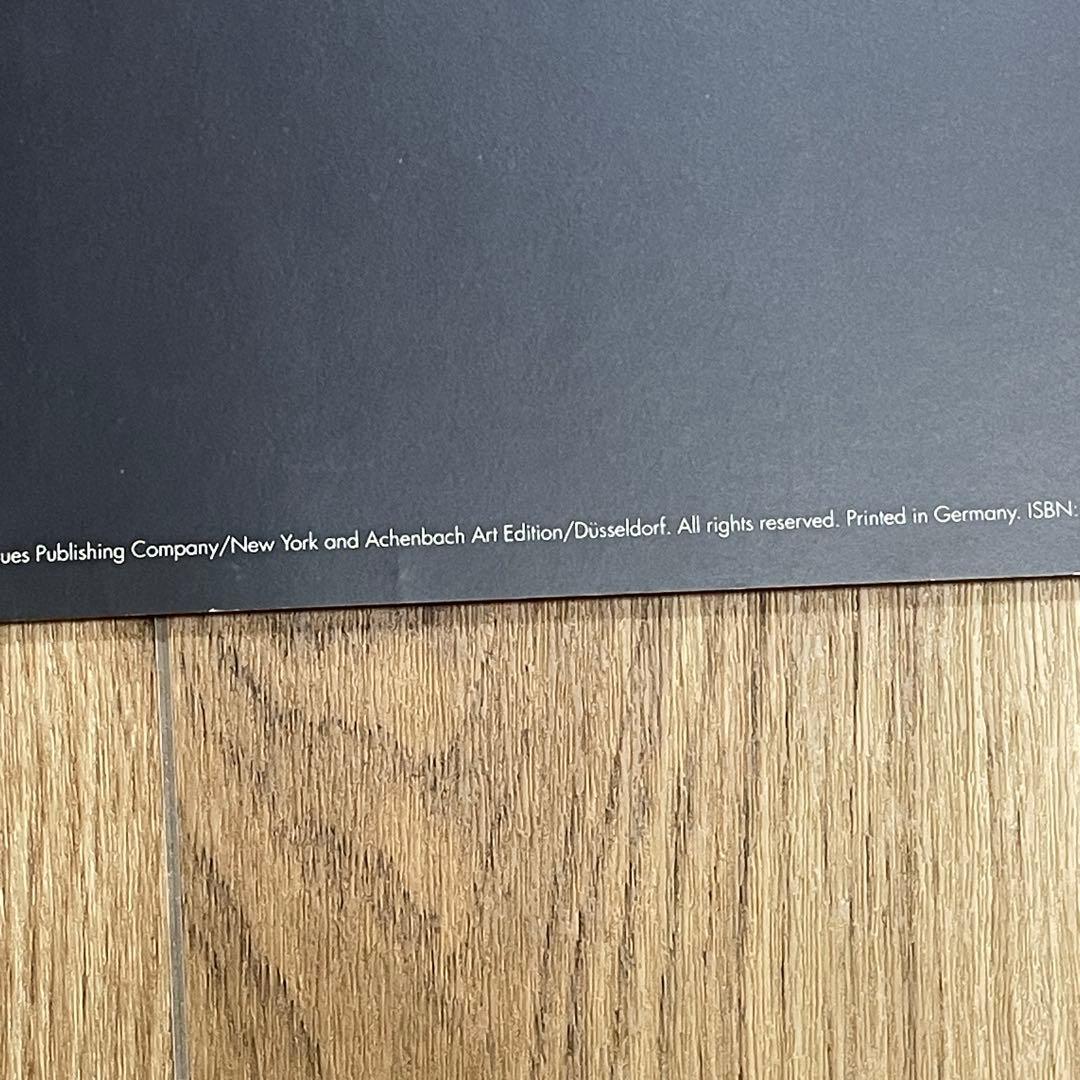 ues Publishing Company/New York and Achenbach Art Edition/Düsseldorf. All rights reserved. Printed in Germany. ISBN: